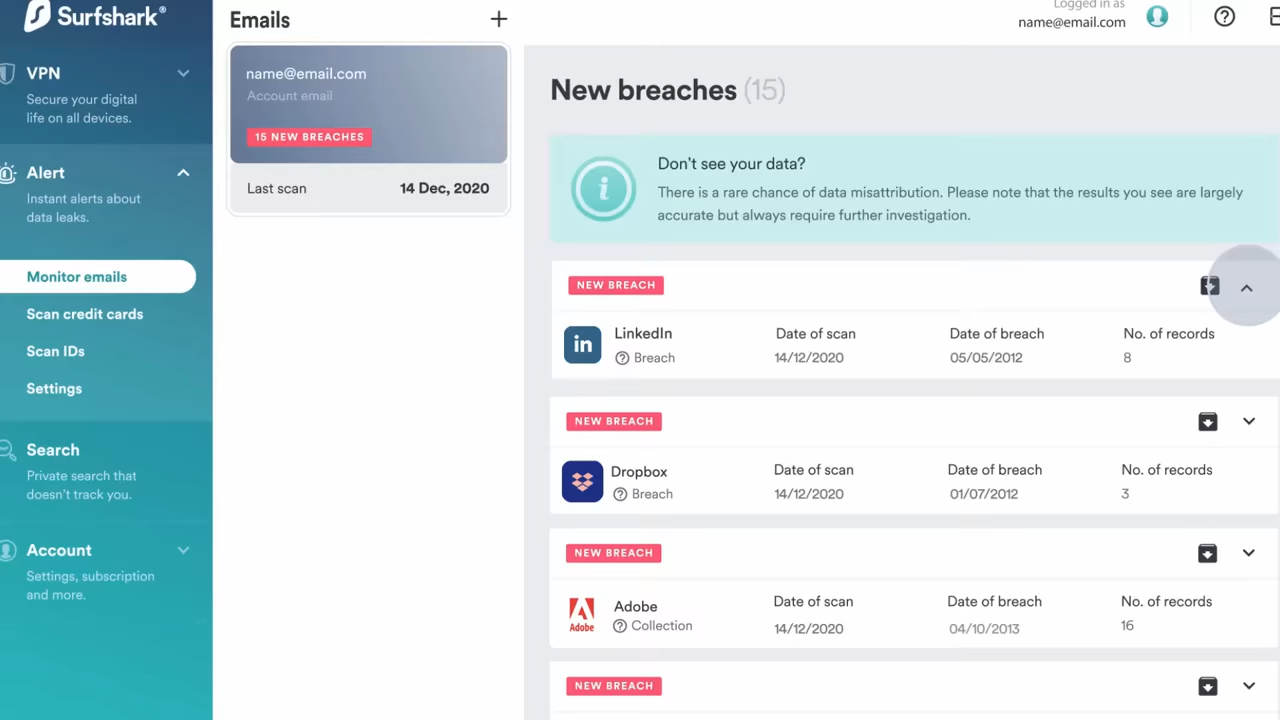 Surfshark®
VPN
Secure your digital
life on all devices.
Alert
Instant alerts about
data leaks.
Monitor emails
Scan credit cards
Scan IDs
Settings
Search
Private search that
doesn't track you.
Account
Settings, subscription
and more.
Emails
name@email.com
Account email
15 NEW BREACHES
Last scan 14 Dec, 2020
Logged in as
name@email.com
New breaches (15)
Don't see your data?
There is a rare chance of data misattribution. Please note that the results you see are largely
accurate but always require further investigation.
NEW BREACH
in LinkedIn Date of scan Date of breach No. of records
Breach 14/12/2020 05/05/2012 8
NEW BREACH
Dropbox Date of scan Date of breach No. of records
Breach 14/12/2020 01/07/2012 3
NEW BREACH
Adobe Date of scan Date of breach No. of records
Adobe Collection 14/12/2020 04/10/2013 16
NEW BREACH